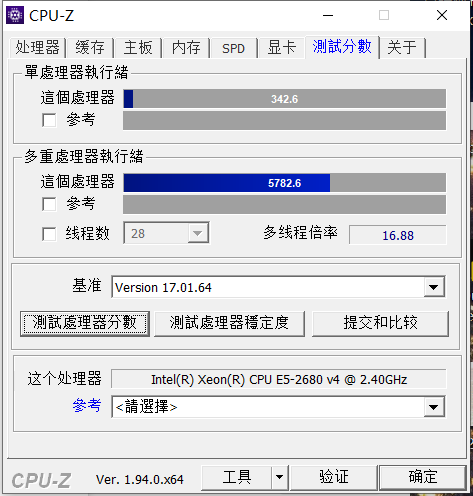 CPU-Z
处理器 缓存 主板 内存 SPD 显卡 測試分數 关于
單處理器執行緒
這個處理器 342.6
參考
多重處理器執行緒
這個處理器 5782.6
參考
线程数 28 多线程倍率 16.88
基准 Version 17.01.64
測試處理器分數 測試處理器穩定度 提交和比较
这个处理器 Intel(R) Xeon(R) CPU E5-2680 v4 @ 2.40GHz
參考 <請選擇>
CPU-Z Ver. 1.94.0.x64 工具 验证 确定